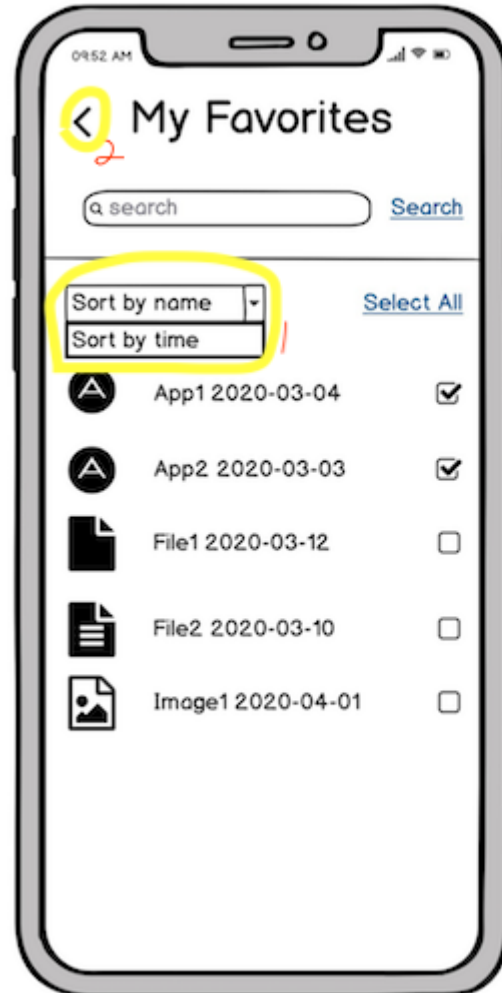 09:52 AM
My Favorites
2
search Search
Sort by name Select All
Sort by time 1
App1 2020-03-04
App2 2020-03-03
File1 2020-03-12
File2 2020-03-10
Image1 2020-04-01